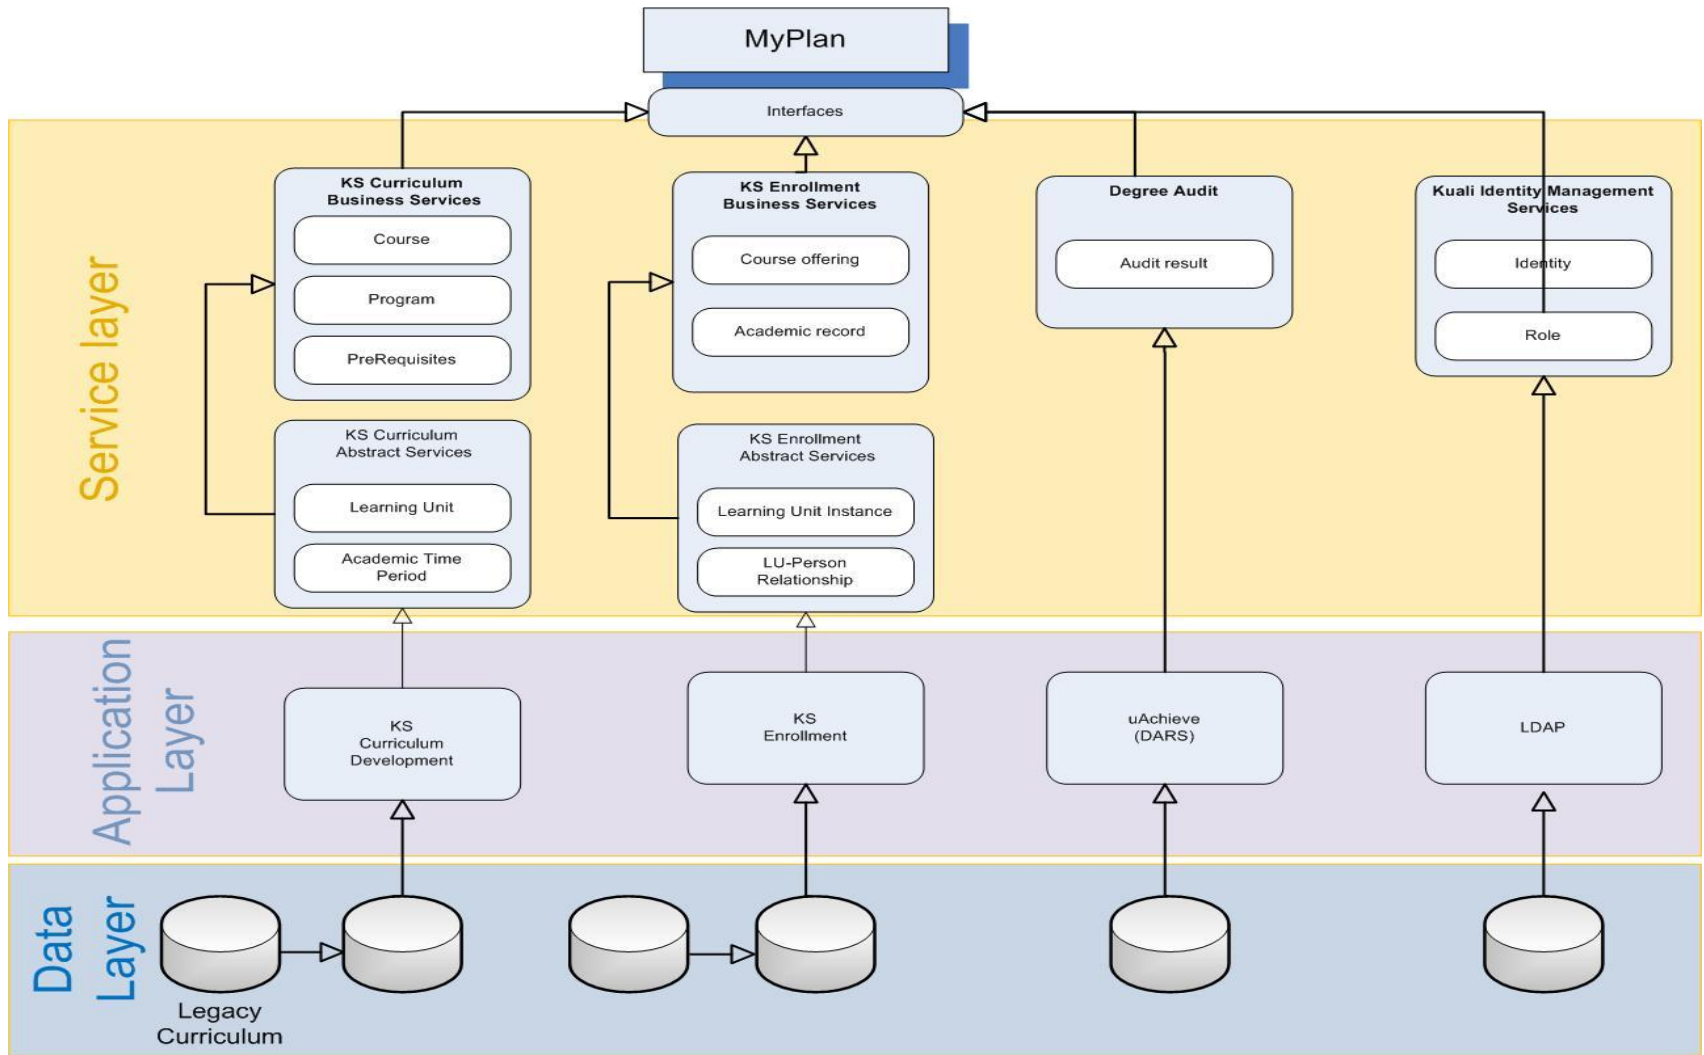 MyPlan
Interfaces
Service layer
KS Curriculum
Business Services
Course
Program
PreRequisites
KS Enrollment
Business Services
Course offering
Academic record
Degree Audit
Audit result
Kuali Identity Management
Services
Identity
Role
KS Curriculum
Abstract Services
Learning Unit
Academic Time
Period
KS Enrollment
Abstract Services
Learning Unit Instance
LU-Person
Relationship
Application
Layer
KS
Curriculum
Development
KS
Enrollment
uAchieve
(DARS)
LDAP
Data
Layer
Legacy
Curriculum